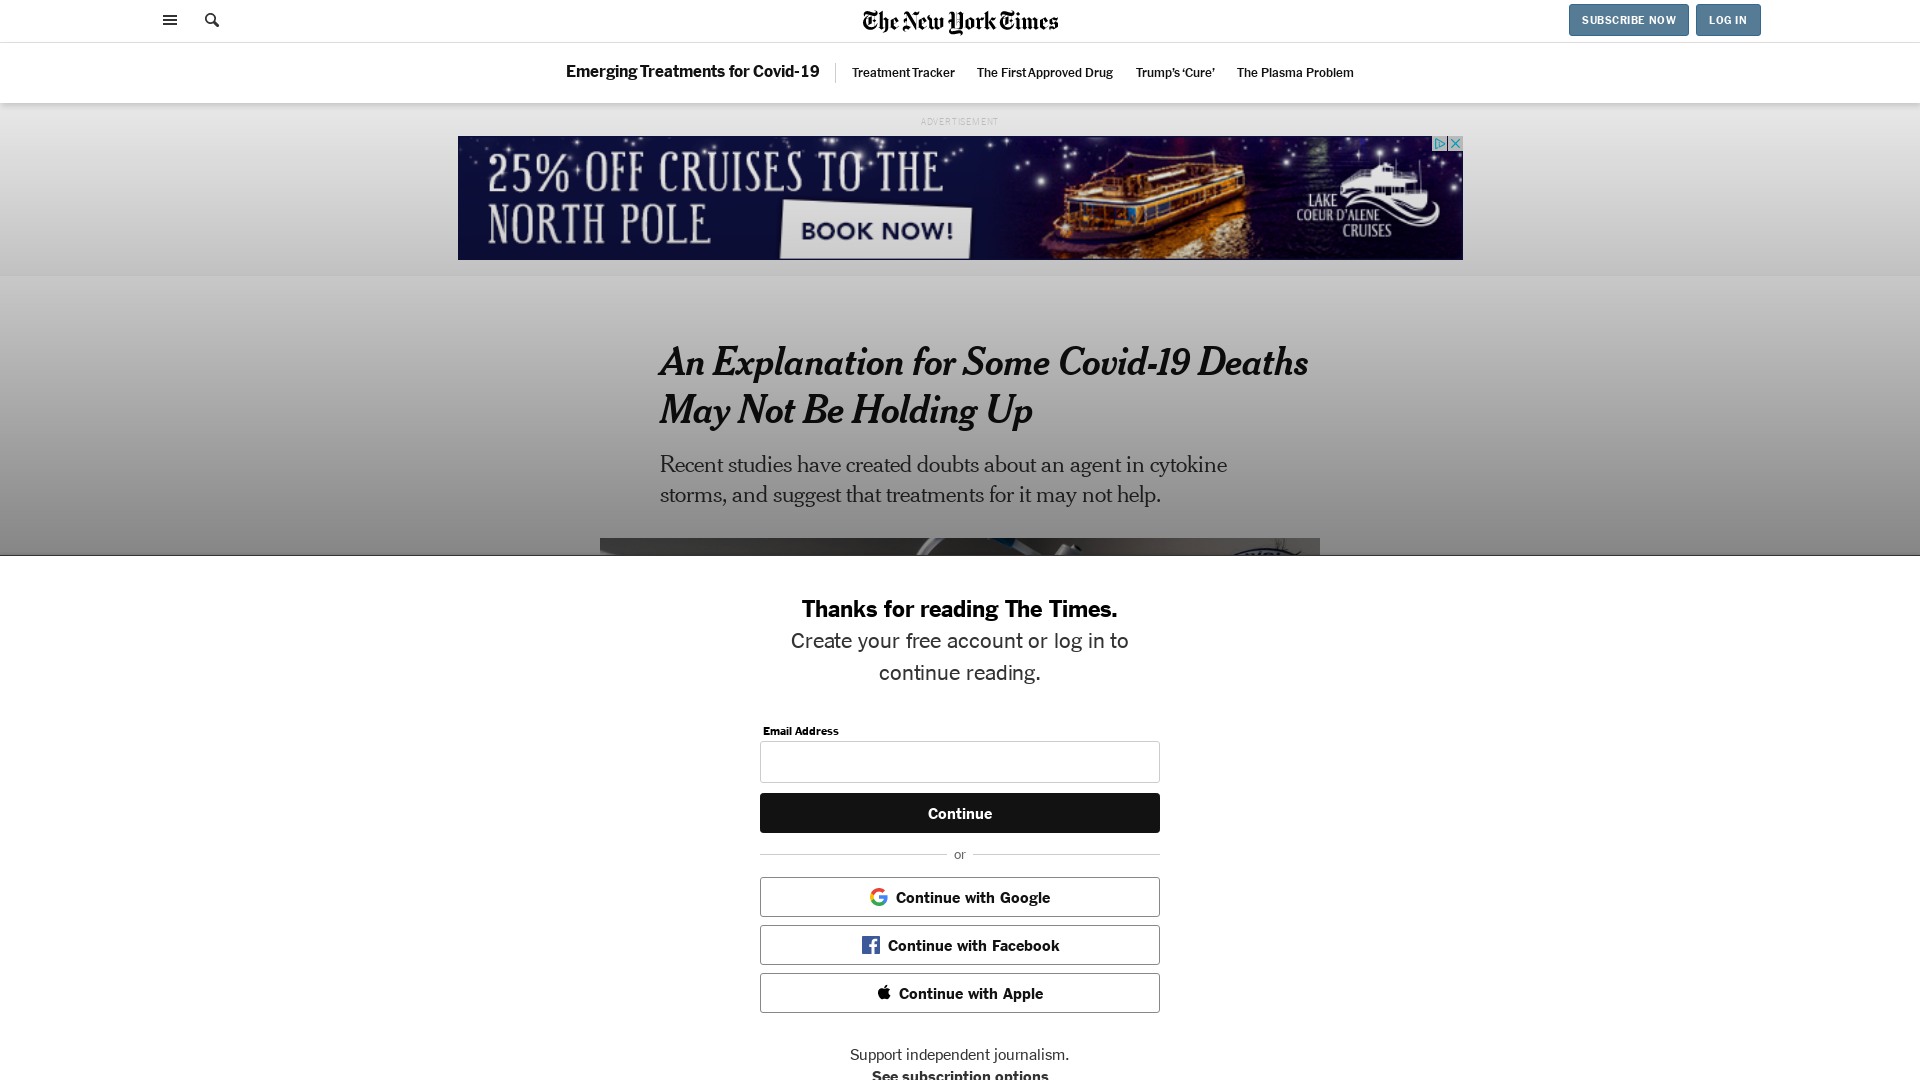 The New York Times
SUBSCRIBE NOW
LOG IN
Emerging Treatments for Covid-19
Treatment Tracker
The First Approved Drug
Trump's ‘Cure’
The Plasma Problem
ADVERTISEMENT
25% OFF CRUISES TO THE
NORTH POLE
BOOK NOW!
LAKE
COEUR D'ALENE
CRUISES
An Explanation for Some Covid-19 Deaths
May Not Be Holding Up
Recent studies have created doubts about an agent in cytokine
storms, and suggest that treatments for it may not help.
Thanks for reading The Times.
Create your free account or log in to
continue reading.
Email Address
Continue
or
Continue with Google
Continue with Facebook
Continue with Apple
Support independent journalism.
See subscription options